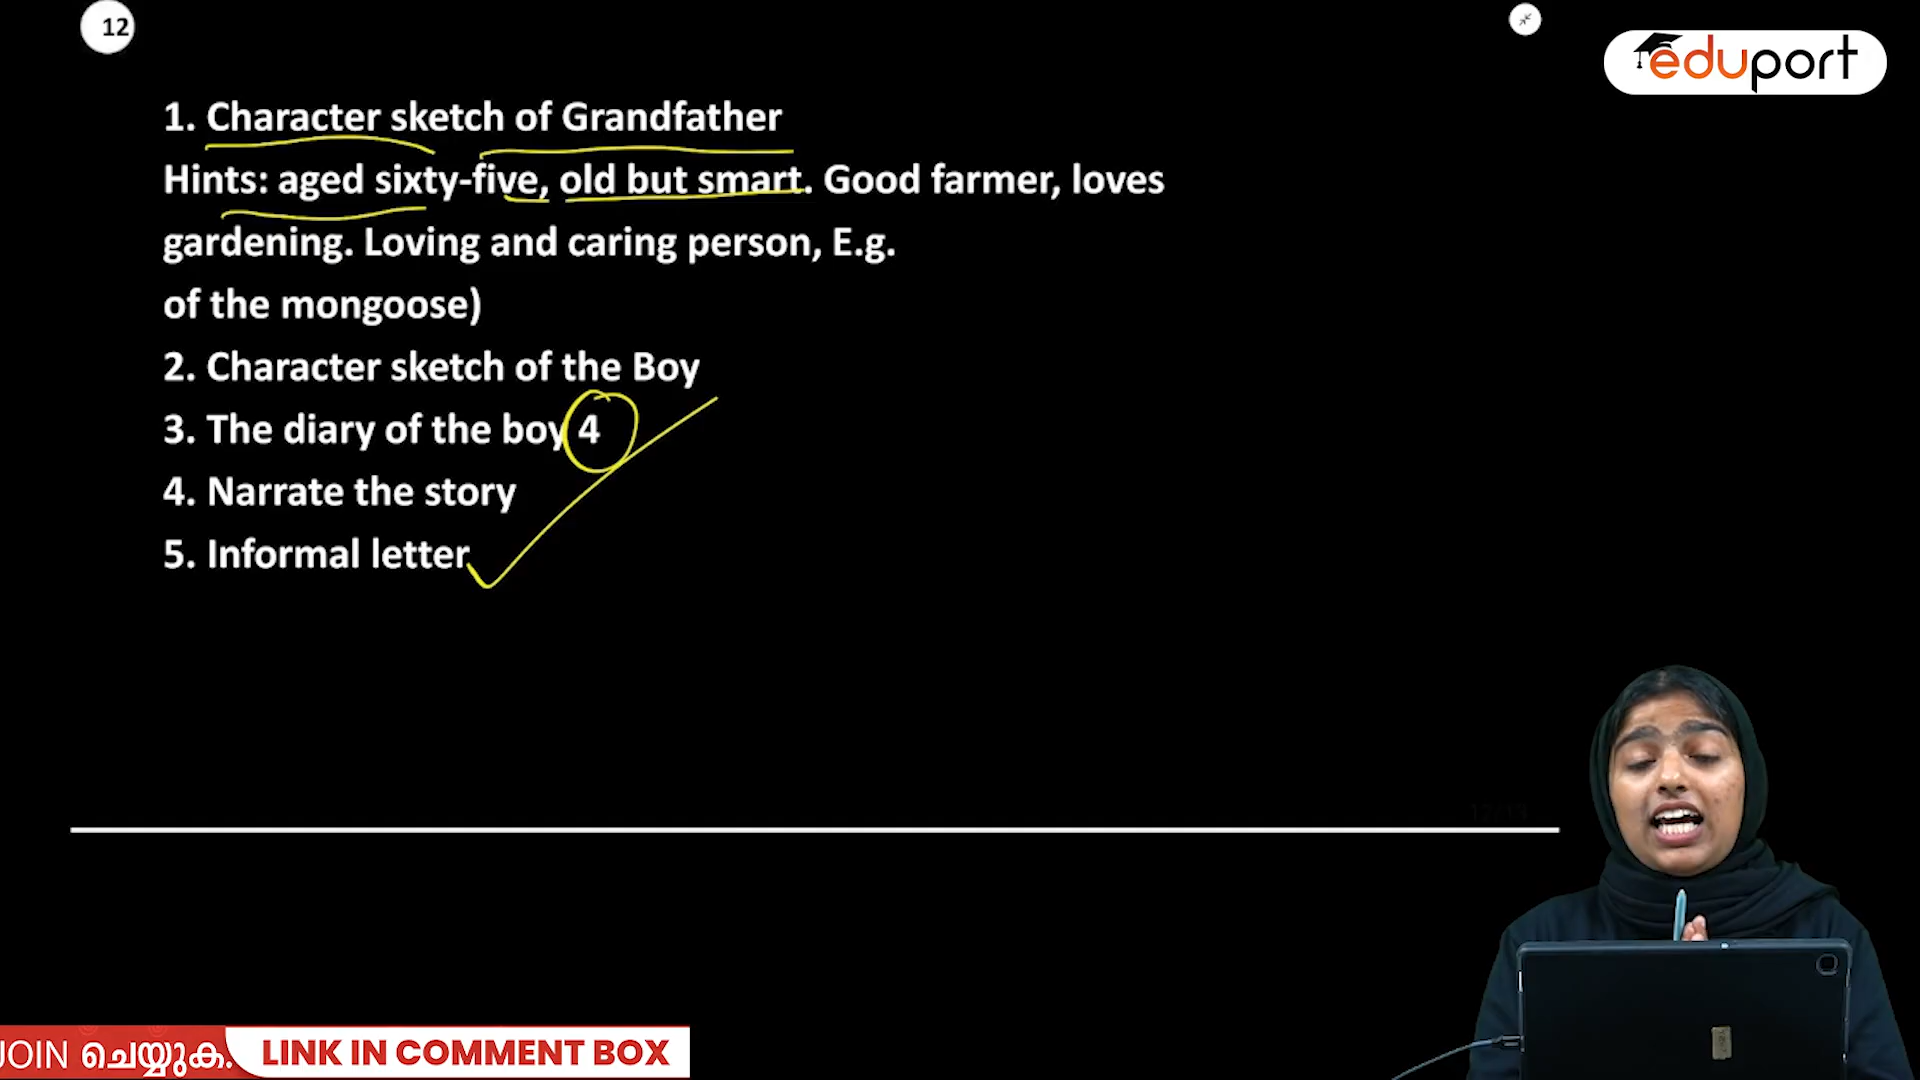 12
eduport
1. Character sketch of Grandfather
Hints: aged sixty-five, old but smart. Good farmer, loves
gardening. Loving and caring person, E.g.
of the mongoose)
2. Character sketch of the Boy
3. The diary of the boy 4
4. Narrate the story
5. Informal letter
JOIN ചെയ്യുക.
LINK IN COMMENT BOX